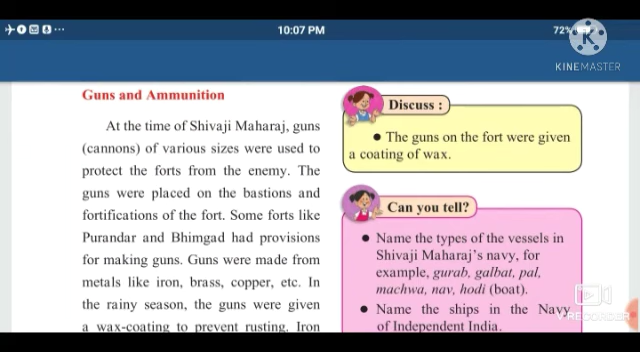 10:07 PM
72%
KINEMASTER
Guns and Ammunition
At the time of Shivaji Maharaj, guns
(cannons) of various sizes were used to
protect the forts from the enemy. The
guns were placed on the bastions and
fortifications of the fort. Some forts like
Purandar and Bhimgad had provisions
for making guns. Guns were made from
metals like iron, brass, copper, etc. In
the rainy season, the guns were given
a wax-coating to prevent rusting. Iron
Discuss :
● The guns on the fort were given
a coating of wax.
Can you tell?
● Name the types of the vessels in
Shivaji Maharaj's navy, for
example, gurab, galbat, pal,
machwa, nav, hodi (boat).
● Name the ships in the Navy
of Independent India.